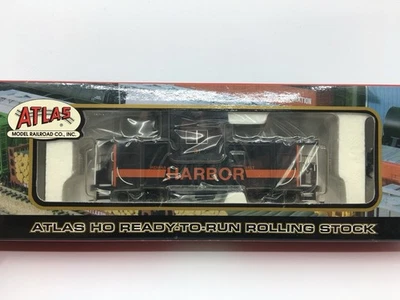 ATLAS
MODEL RAILROAD CO., INC.
HARBOR
ATLAS HO READY-TO-RUN ROLLING STOCK